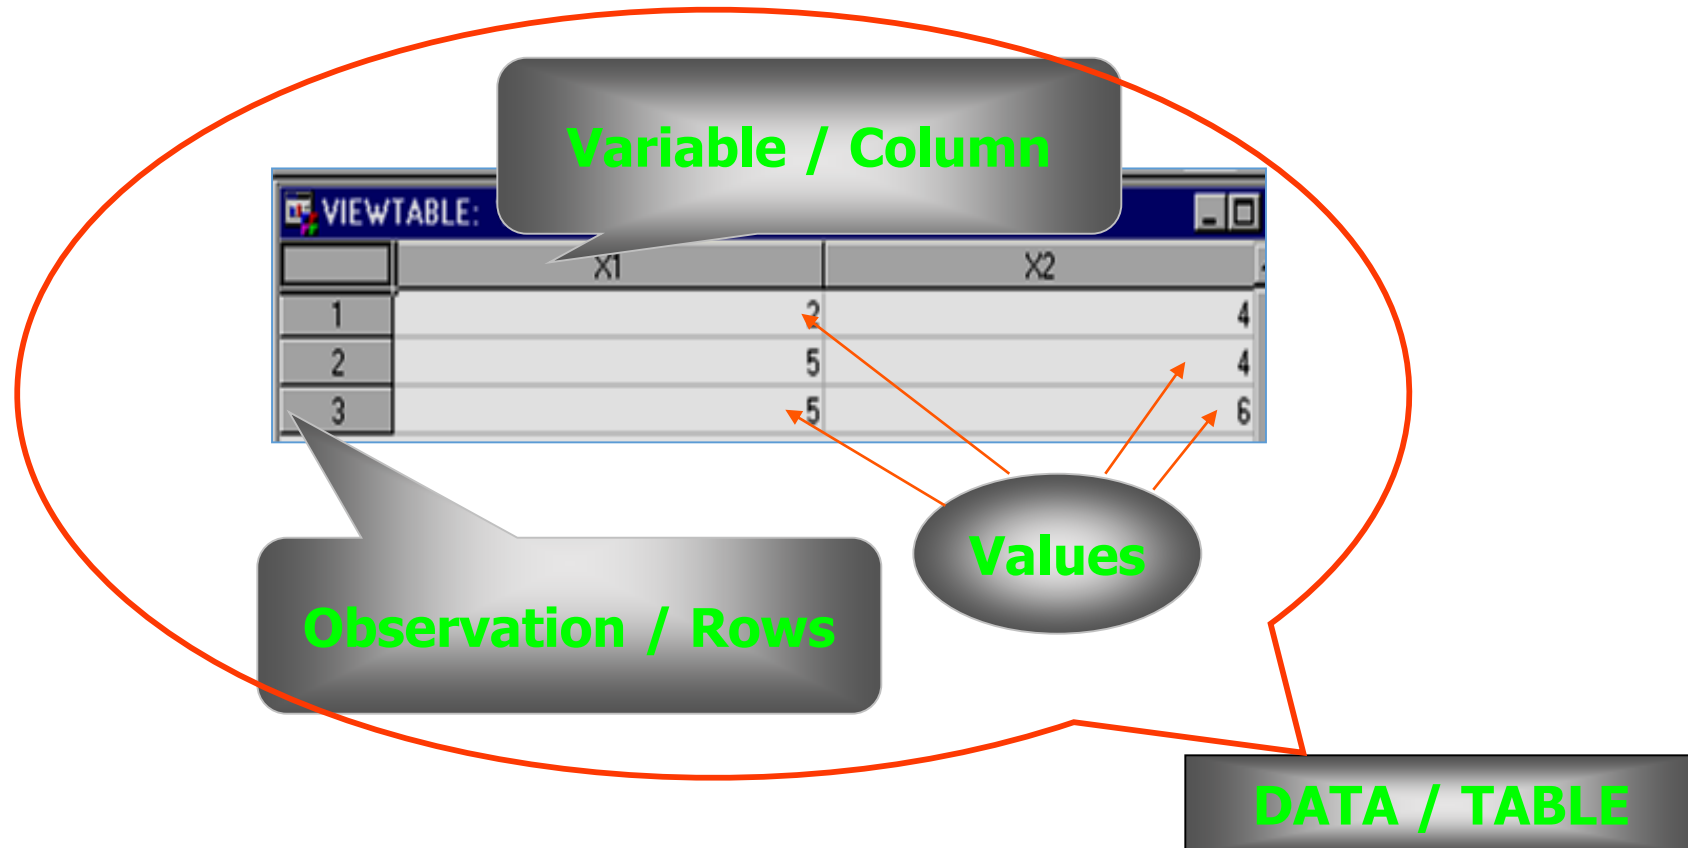 Variable / Column
VIEWTABLE:
X1 X2
1 2 4
2 5 4
3 5 6
Values
Observation / Rows
DATA / TABLE